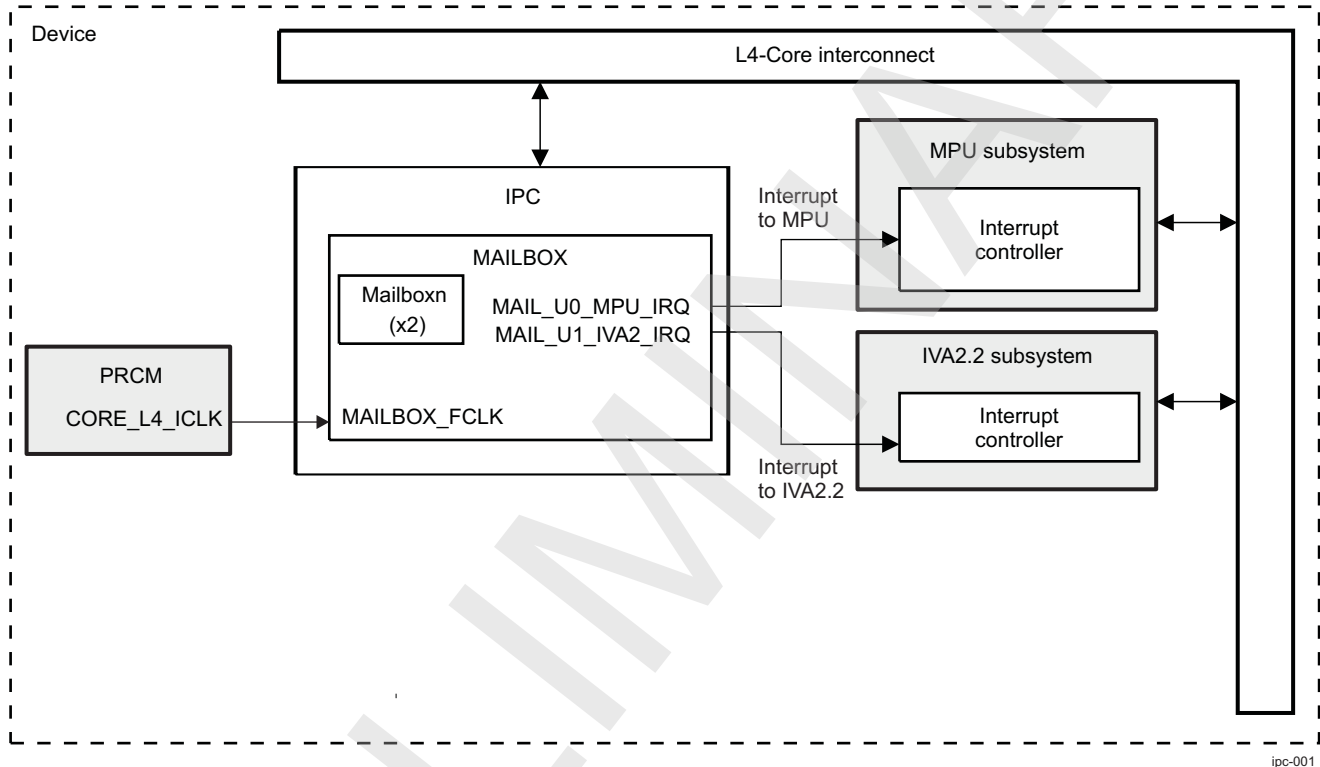 Device
L4-Core interconnect
MPU subsystem
IPC
Interrupt
to MPU
Interrupt
controller
MAILBOX
Mailboxn
(x2)
MAIL_U0_MPU_IRQ
MAIL_U1_IVA2_IRQ
IVA2.2 subsystem
PRCM
CORE_L4_ICLK
MAILBOX_FCLK
Interrupt
controller
Interrupt
to IVA2.2
ipc-001